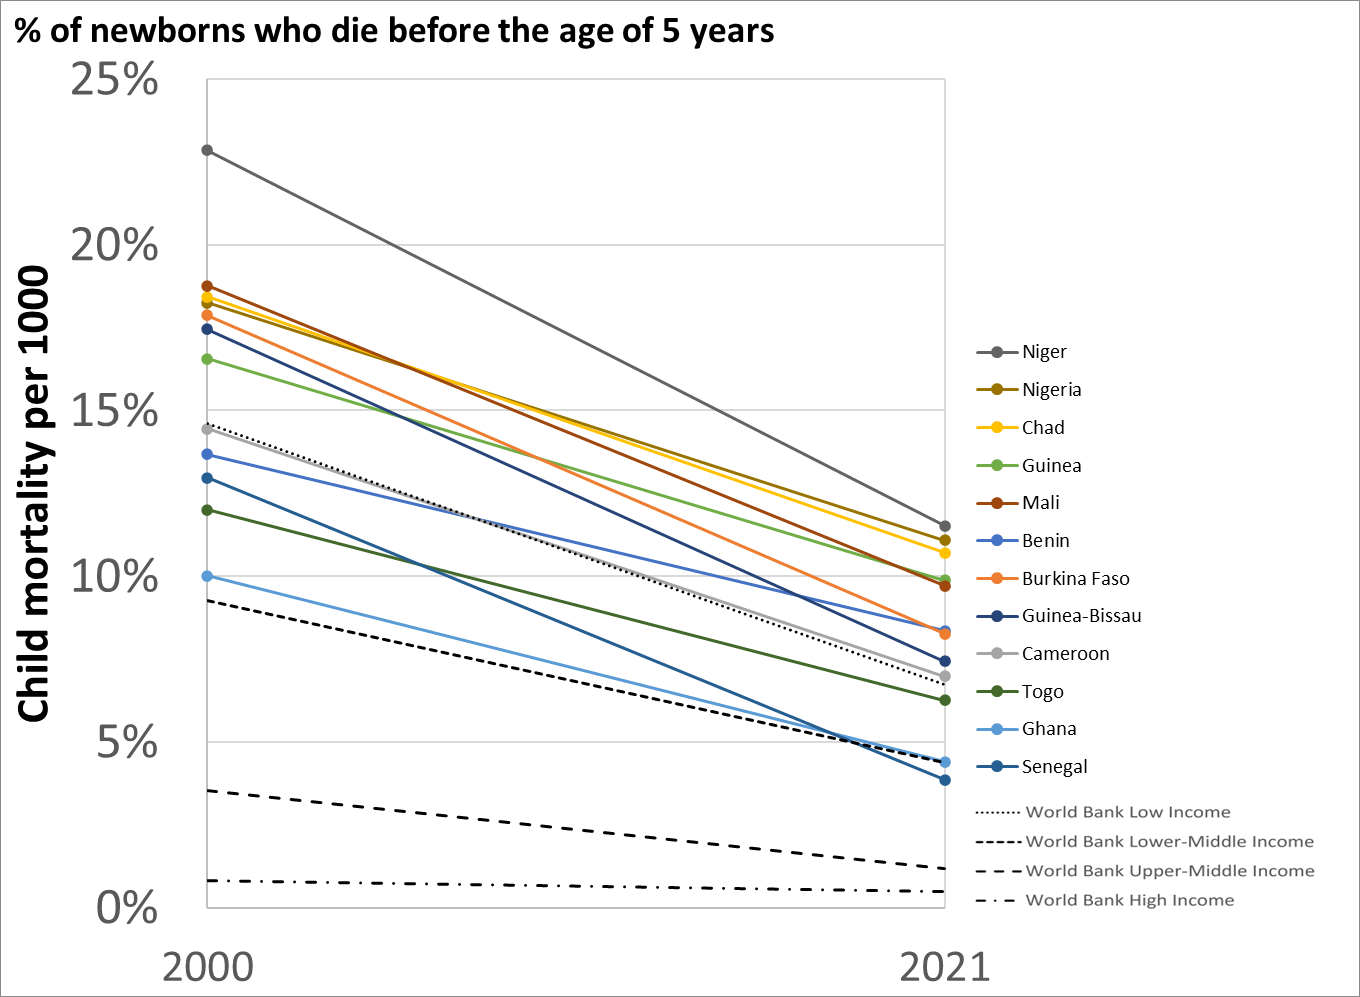 % of newborns who die before the age of 5 years
Child mortality per 1000
25%
20%
15%
10%
5%
0%
2000
2021
Niger
Nigeria
Chad
Guinea
Mali
Benin
Burkina Faso
Guinea-Bissau
Cameroon
Togo
Ghana
Senegal
World Bank Low Income
World Bank Lower-Middle Income
World Bank Upper-Middle Income
World Bank High Income